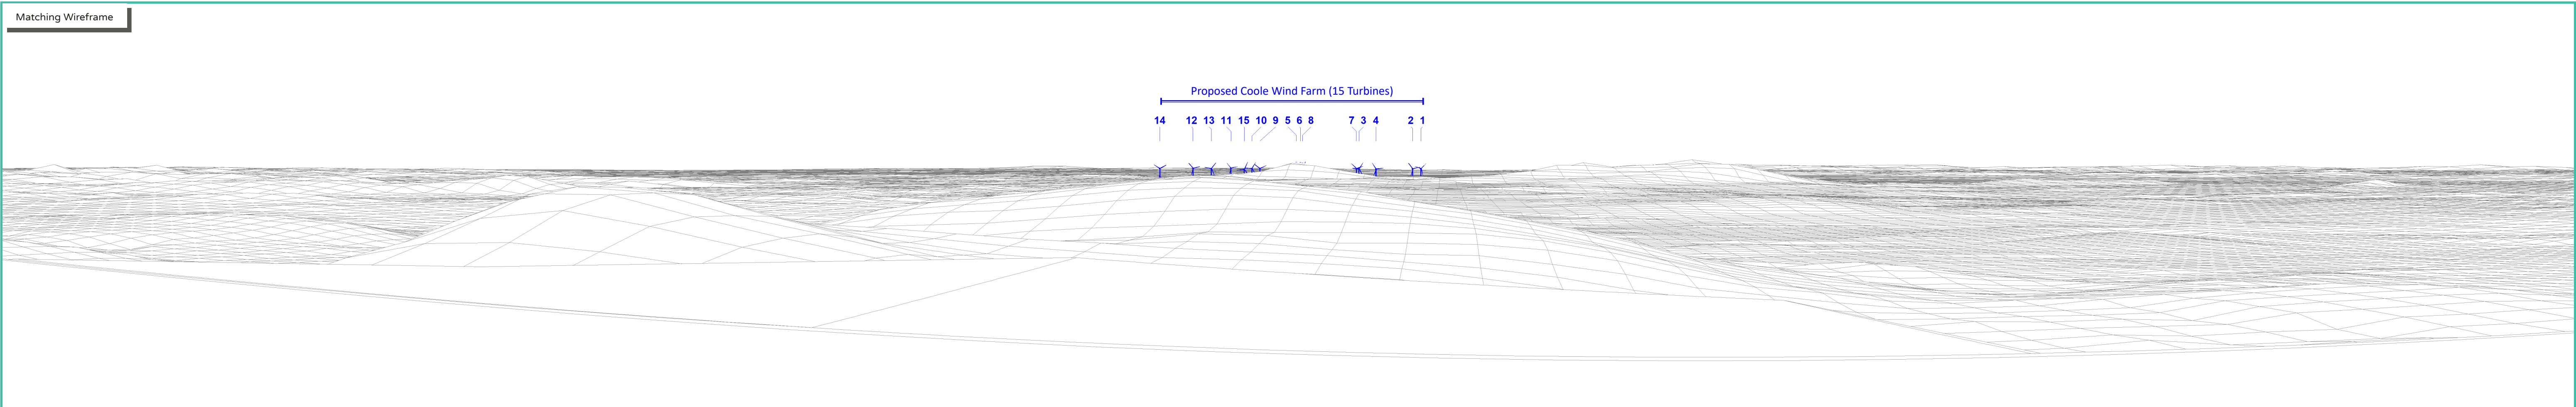 Matching Wireframe
Proposed Coole Wind Farm (15 Turbines)
14 12 13 11 15 10 9 5 6 8 7 3 4 2 1